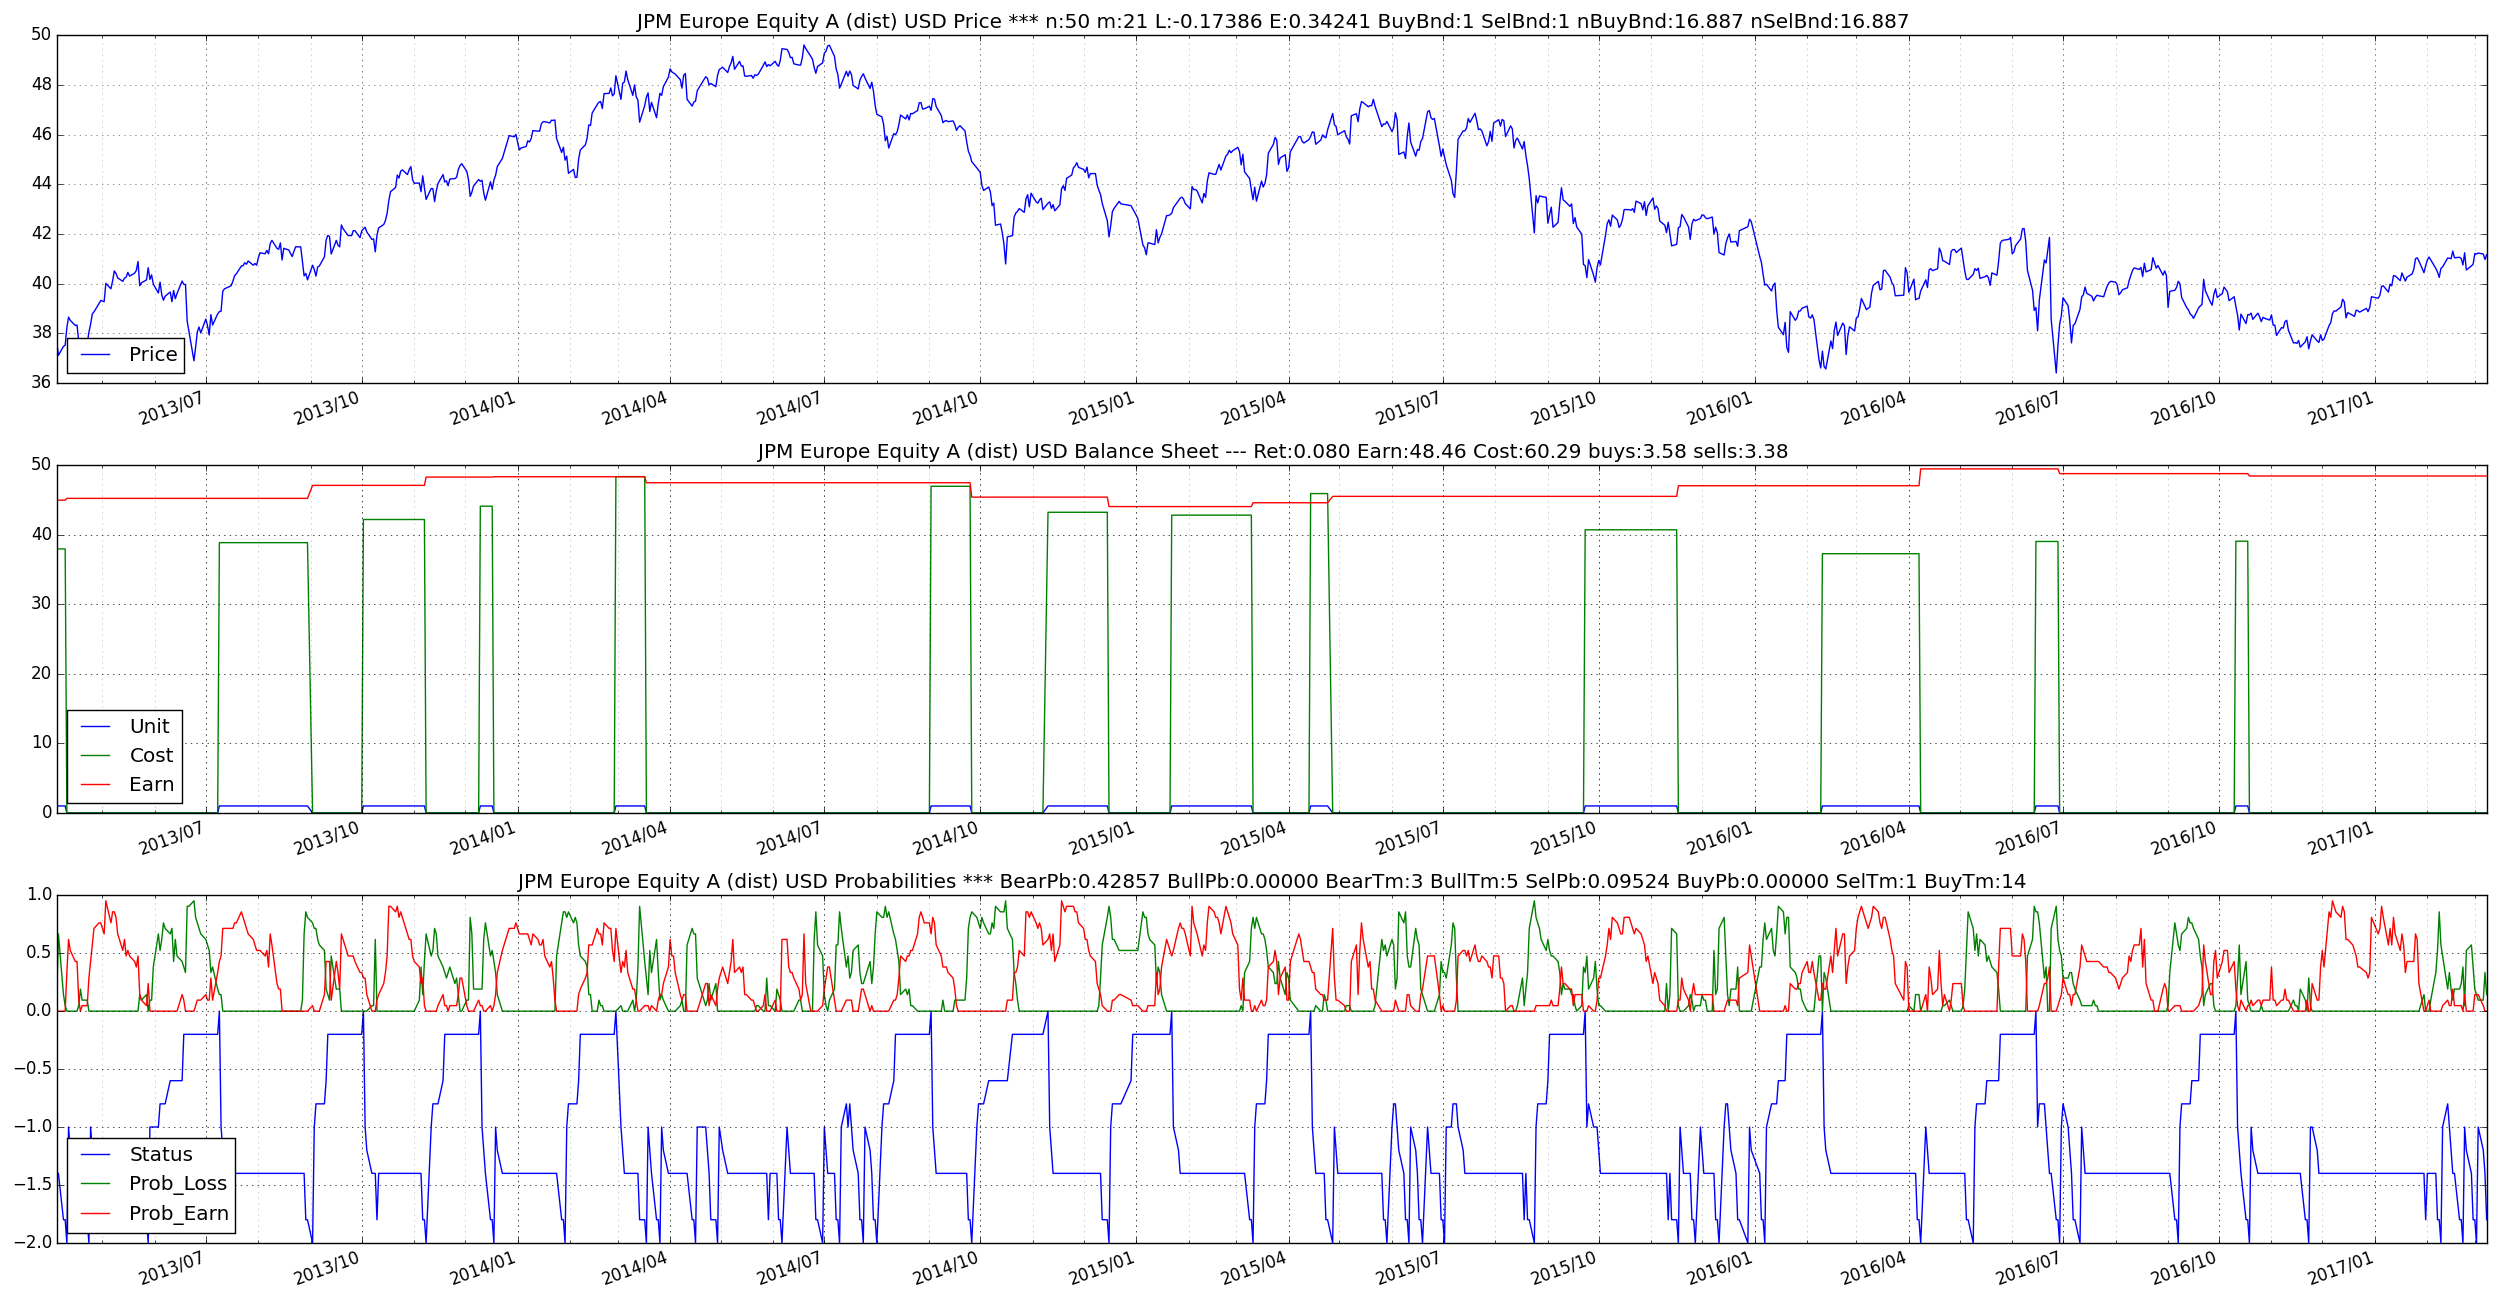 JPM Europe Equity A (dist) USD Price *** n:50 m:21 L:-0.17386 E:0.34241 BuyBnd:1 SelBnd:1 nBuyBnd:16.887 nSelBnd:16.887
50
48
46
44
42
40
38
36
Price
2013/07 2013/10 2014/01 2014/04 2014/07 2014/10 2015/01 2015/04 2015/07 2015/10 2016/01 2016/04 2016/07 2016/10 2017/01
JPM Europe Equity A (dist) USD Balance Sheet --- Ret:0.080 Earn:48.46 Cost:60.29 buys:3.58 sells:3.38
50
40
30
20
10
0
Unit
Cost
Earn
2013/07 2013/10 2014/01 2014/04 2014/07 2014/10 2015/01 2015/04 2015/07 2015/10 2016/01 2016/04 2016/07 2016/10 2017/01
JPM Europe Equity A (dist) USD Probabilities *** BearPb:0.42857 BullPb:0.00000 BearTm:3 BullTm:5 SelPb:0.09524 BuyPb:0.00000 SelTm:1 BuyTm:14
1.0
0.5
0.0
−0.5
−1.0
−1.5
−2.0
Status
Prob_Loss
Prob_Earn
2013/07 2013/10 2014/01 2014/04 2014/07 2014/10 2015/01 2015/04 2015/07 2015/10 2016/01 2016/04 2016/07 2016/10 2017/01